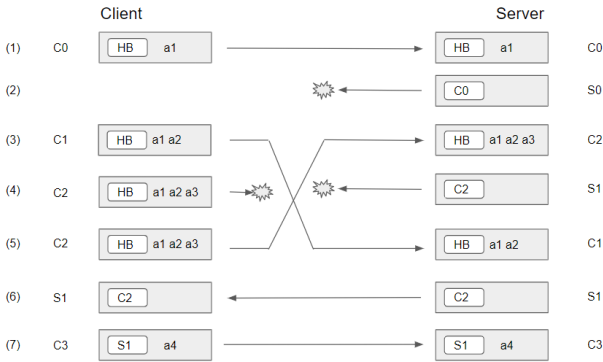 Client Server
(1) C0 HB a1 HB a1 C0
(2) C0 S0
(3) C1 HB a1 a2 HB a1 a2 a3 C2
(4) C2 HB a1 a2 a3 C2 S1
(5) C2 HB a1 a2 a3 HB a1 a2 C1
(6) S1 C2 C2 S1
(7) C3 S1 a4 S1 a4 C3